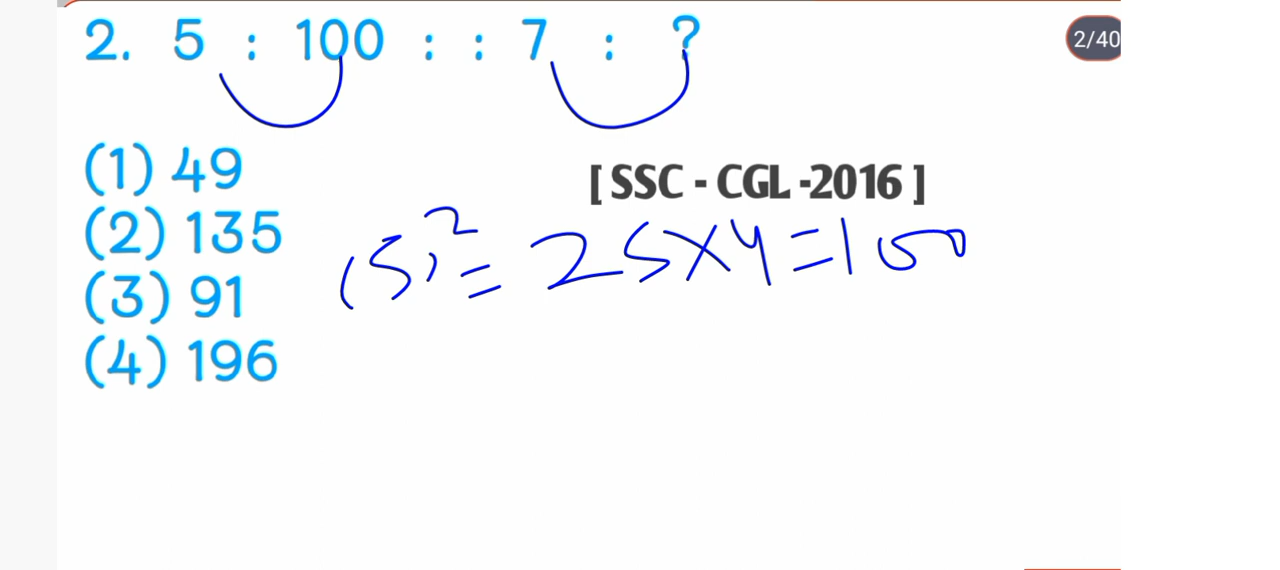 2. 5 : 100 : : 7 : ?
2/40
(1) 49
[ SSC - CGL -2016 ]
(2) 135
(5)² = 25×4=100
(3) 91
(4) 196